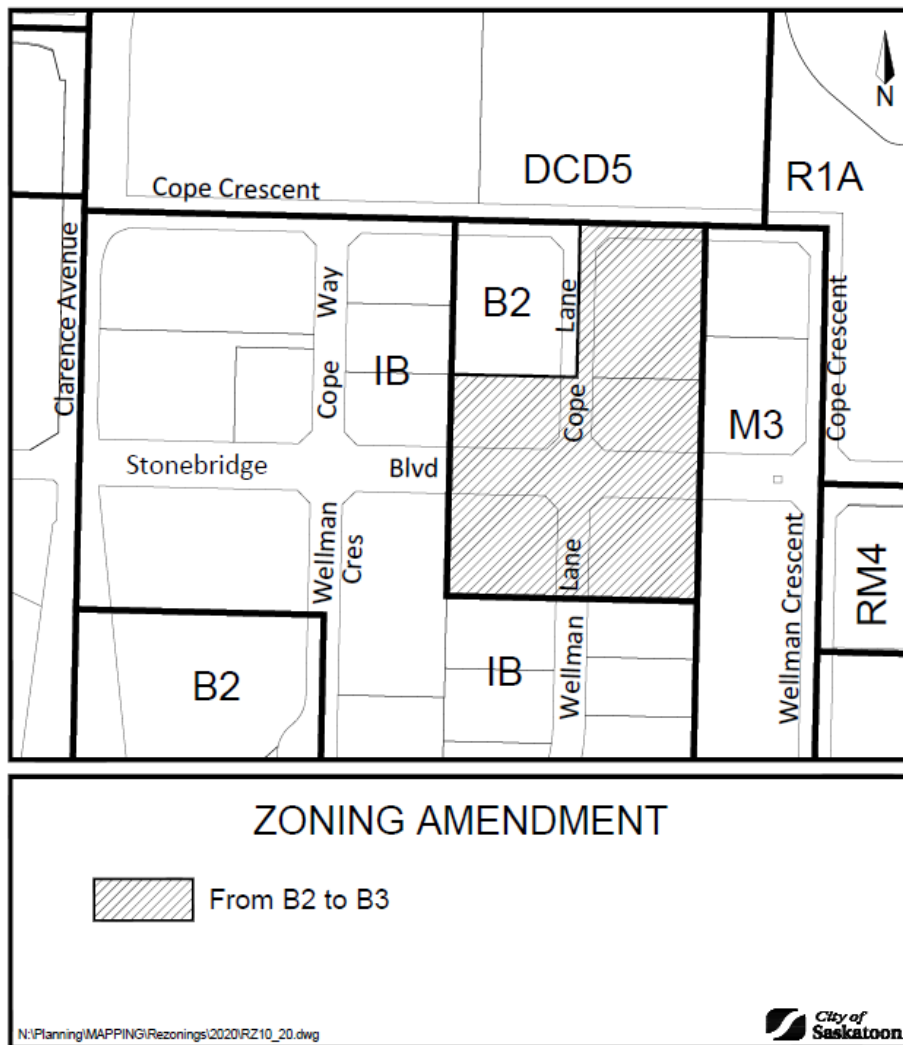 N
DCD5
R1A
Cope Crescent
Clarence Avenue
Cope
Way
IB
B2
Cope
Lane
M3
Cope Crescent
Stonebridge
Blvd
Wellman
Cres
Wellman
Lane
Wellman Crescent
RM4
B2
IB
ZONING AMENDMENT
From B2 to B3
N:\Planning\MAPPING\Rezonings\2020\RZ10_20.dwg
City of
Saskatoon